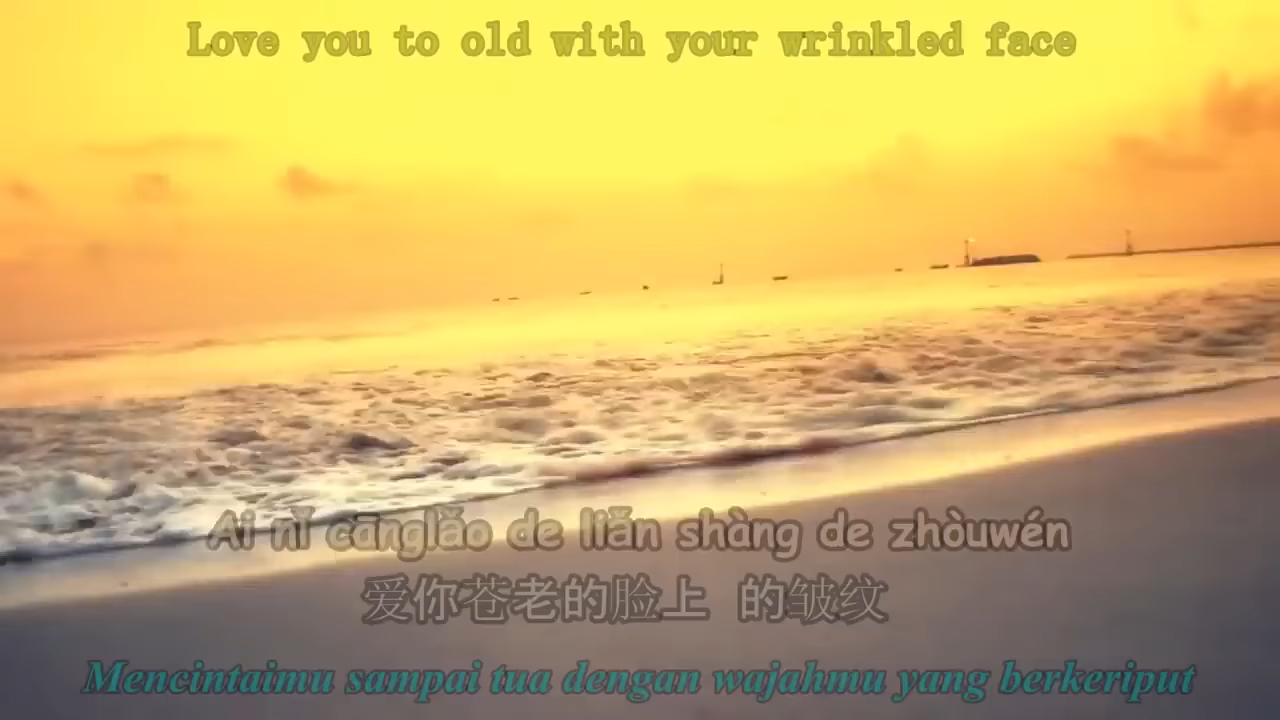 Love you to old with your wrinkled face
Ai nǐ cānglǎo de liǎn shàng de zhòuwén
爱你苍老的脸上 的皱纹
Mencintaimu sampai tua dengan wajahmu yang berkeriput